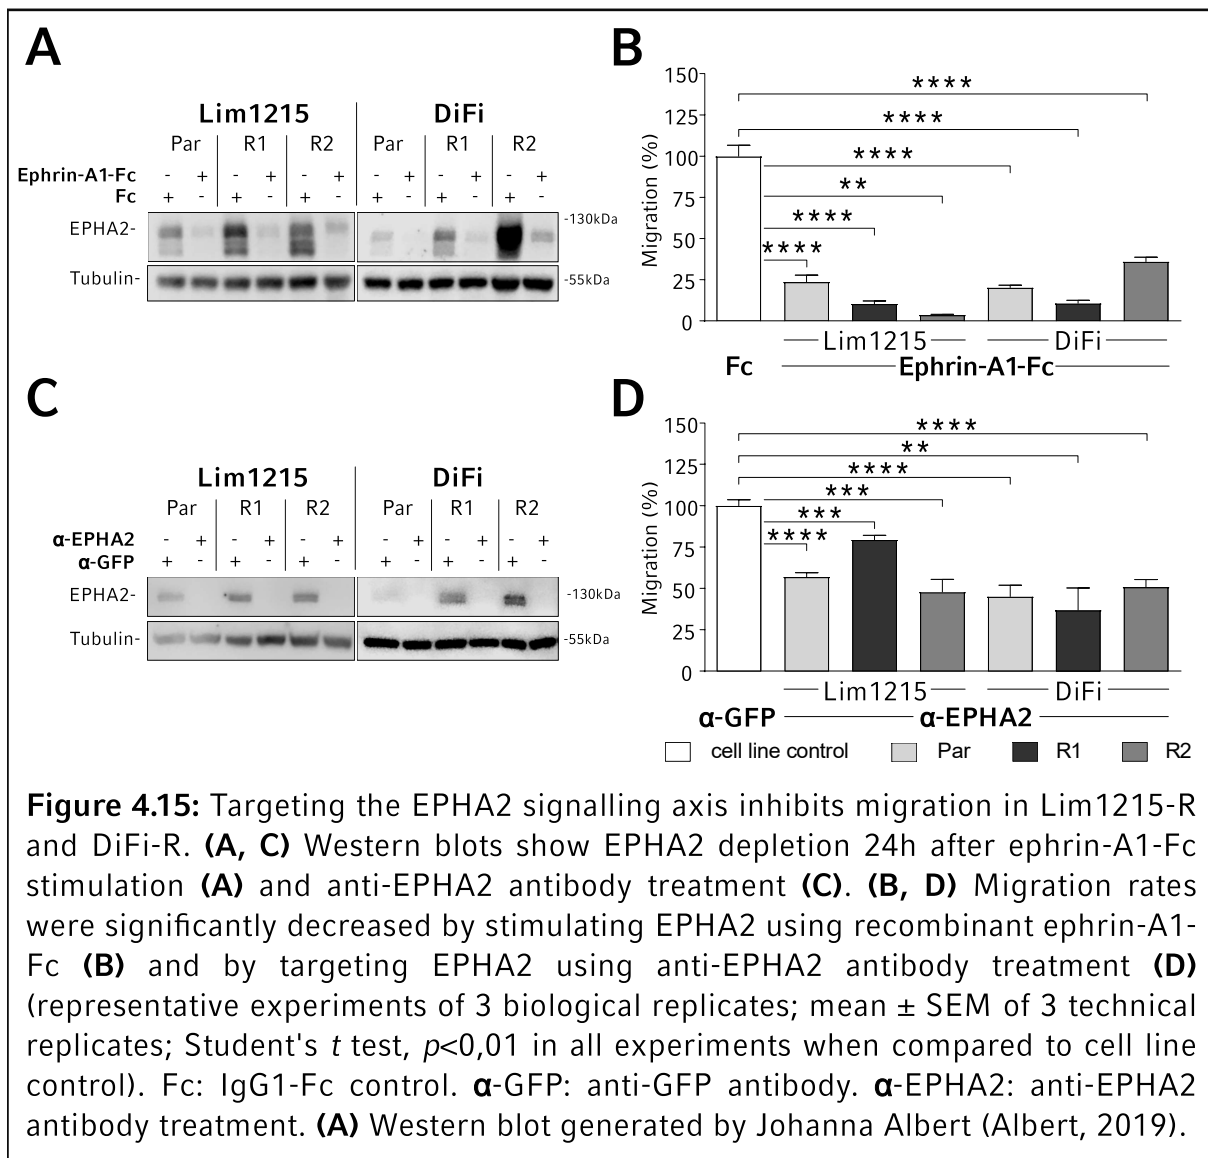 A
Lim1215 DiFi
Par R1 R2 Par R1 R2
Ephrin-A1-Fc - + - + - + - + - + - +
Fc + - + - + - + - + - + -
EPHA2- -130kDa
Tubulin- -55kDa
B
Migration (%)
150
125
100
75
50
25
0
****
****
****
**
****
****
Lim1215 DiFi
Fc Ephrin-A1-Fc
C
Lim1215 DiFi
Par R1 R2 Par R1 R2
α-EPHA2 - + - + - + - + - + - +
α-GFP + - + - + - + - + - + -
EPHA2- -130kDa
Tubulin- -55kDa
D
Migration (%)
150
125
100
75
50
25
0
****
**
****
***
***
****
Lim1215 DiFi
α-GFP α-EPHA2
cell line control Par R1 R2
Figure 4.15: Targeting the EPHA2 signalling axis inhibits migration in Lim1215-R
and DiFi-R. (A, C) Western blots show EPHA2 depletion 24h after ephrin-A1-Fc
stimulation (A) and anti-EPHA2 antibody treatment (C). (B, D) Migration rates
were significantly decreased by stimulating EPHA2 using recombinant ephrin-A1-
Fc (B) and by targeting EPHA2 using anti-EPHA2 antibody treatment (D)
(representative experiments of 3 biological replicates; mean ± SEM of 3 technical
replicates; Student's t test, p<0,01 in all experiments when compared to cell line
control). Fc: IgG1-Fc control. α-GFP: anti-GFP antibody. α-EPHA2: anti-EPHA2
antibody treatment. (A) Western blot generated by Johanna Albert (Albert, 2019).